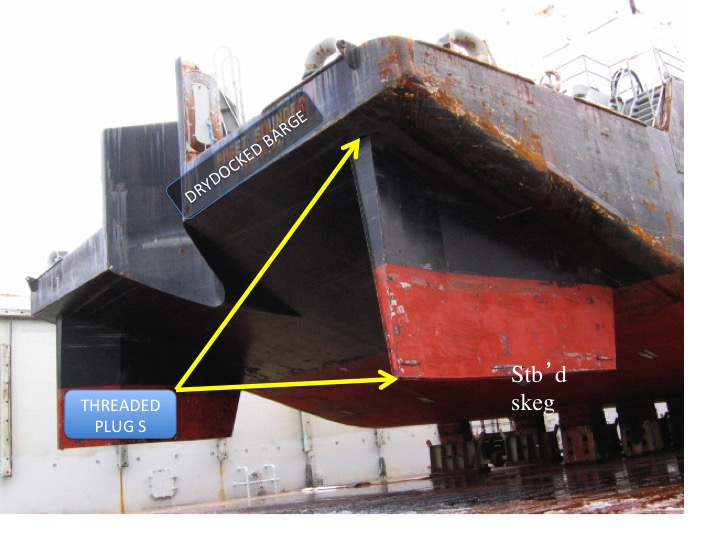 DRYDOCKED BARGE
Stb’d
skeg
THREADED
PLUG S